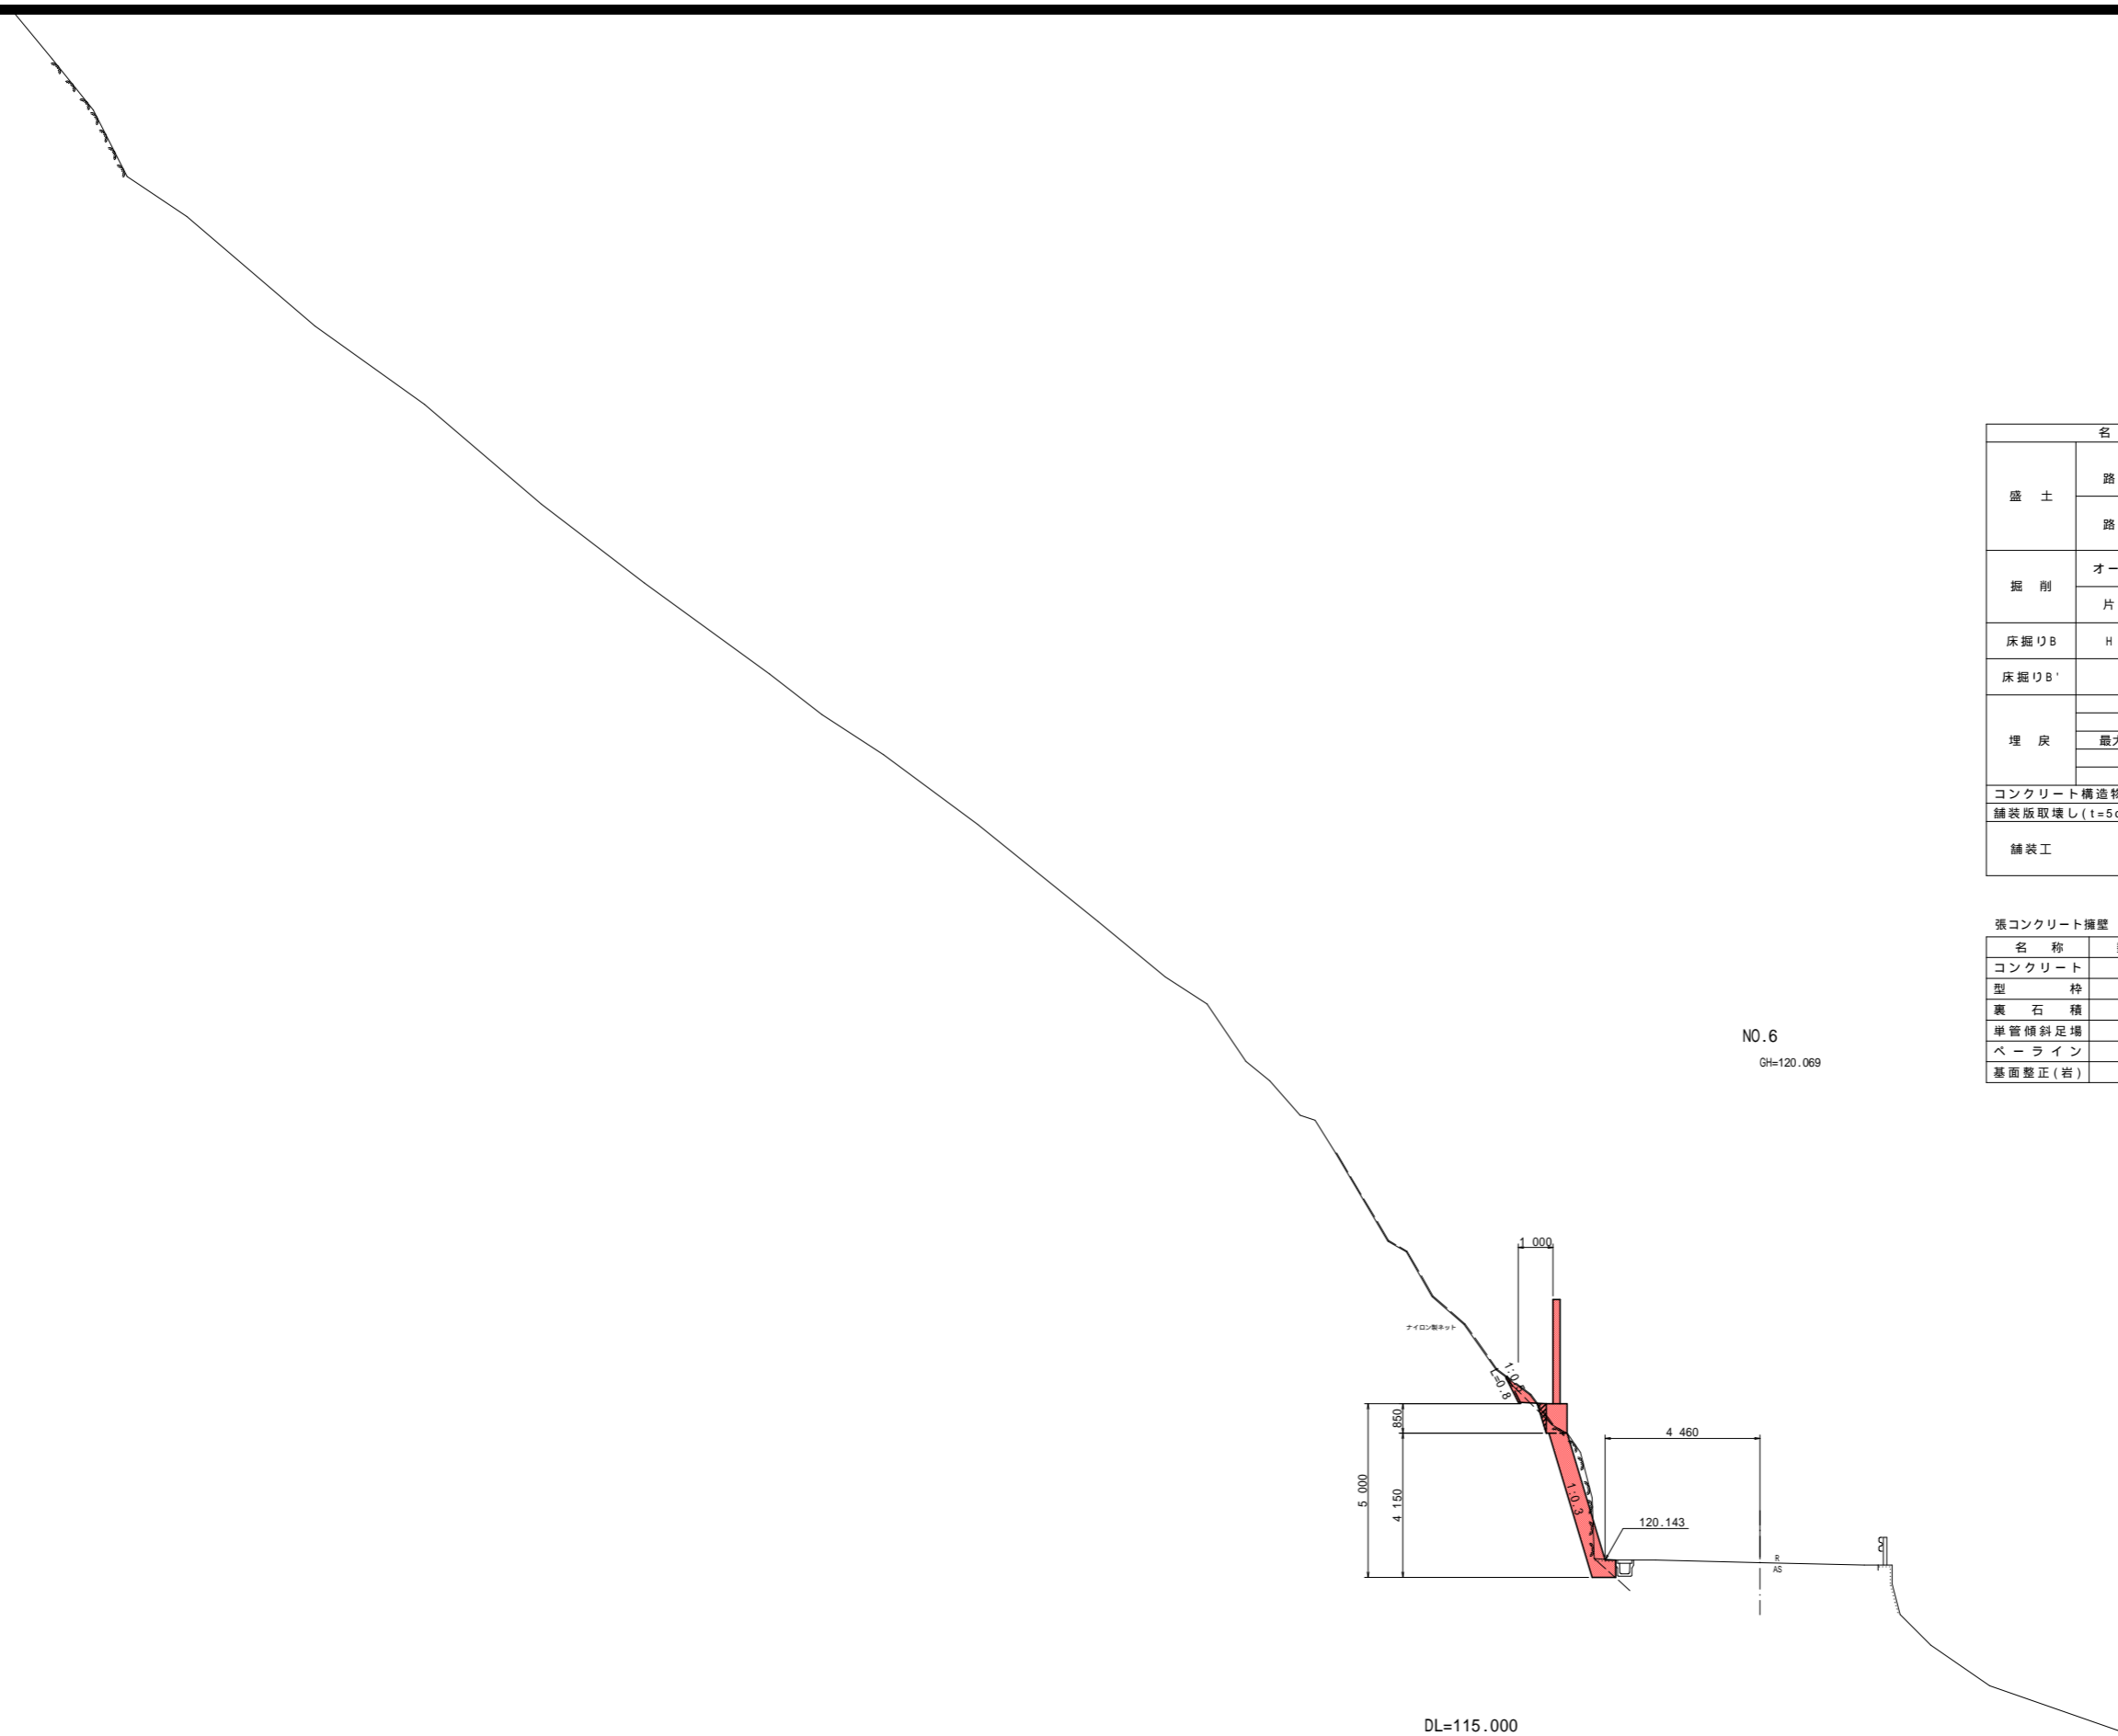 名
盛 土
路
路
掘 削
オー
片
床掘りB
H
床掘りB'
埋 戻
最大
コンクリート構造物
舗装版取壊し(t=5c
舗装工
張コンクリート擁壁
名 称
コンクリート
型 枠
裏 石 積
単管傾斜足場
ペーライン
基面整正(岩)
NO.6
GH=120.069
1 000
ナイロン製ネット
L=0.8
850
5 000
4 150
1:0.3
4 460
120.143
R
AS
DL=115.000